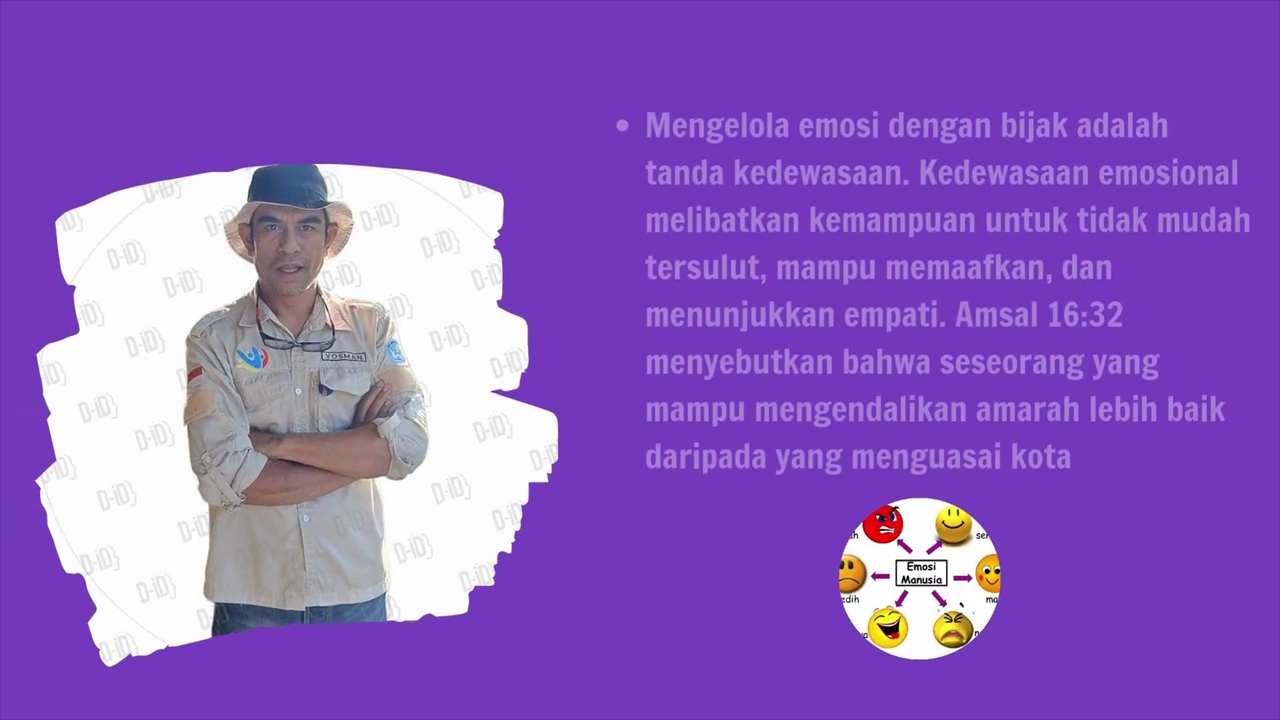 Mengelola emosi dengan bijak adalah
tanda kedewasaan. Kedewasaan emosional
melibatkan kemampuan untuk tidak mudah
tersulut, mampu memaafkan, dan
menunjukkan empati. Amsal 16:32
menyebutkan bahwa seseorang yang
mampu mengendalikan amarah lebih baik
daripada yang menguasai kota
YOSMAN
D-iD}
Emosi
Manusia